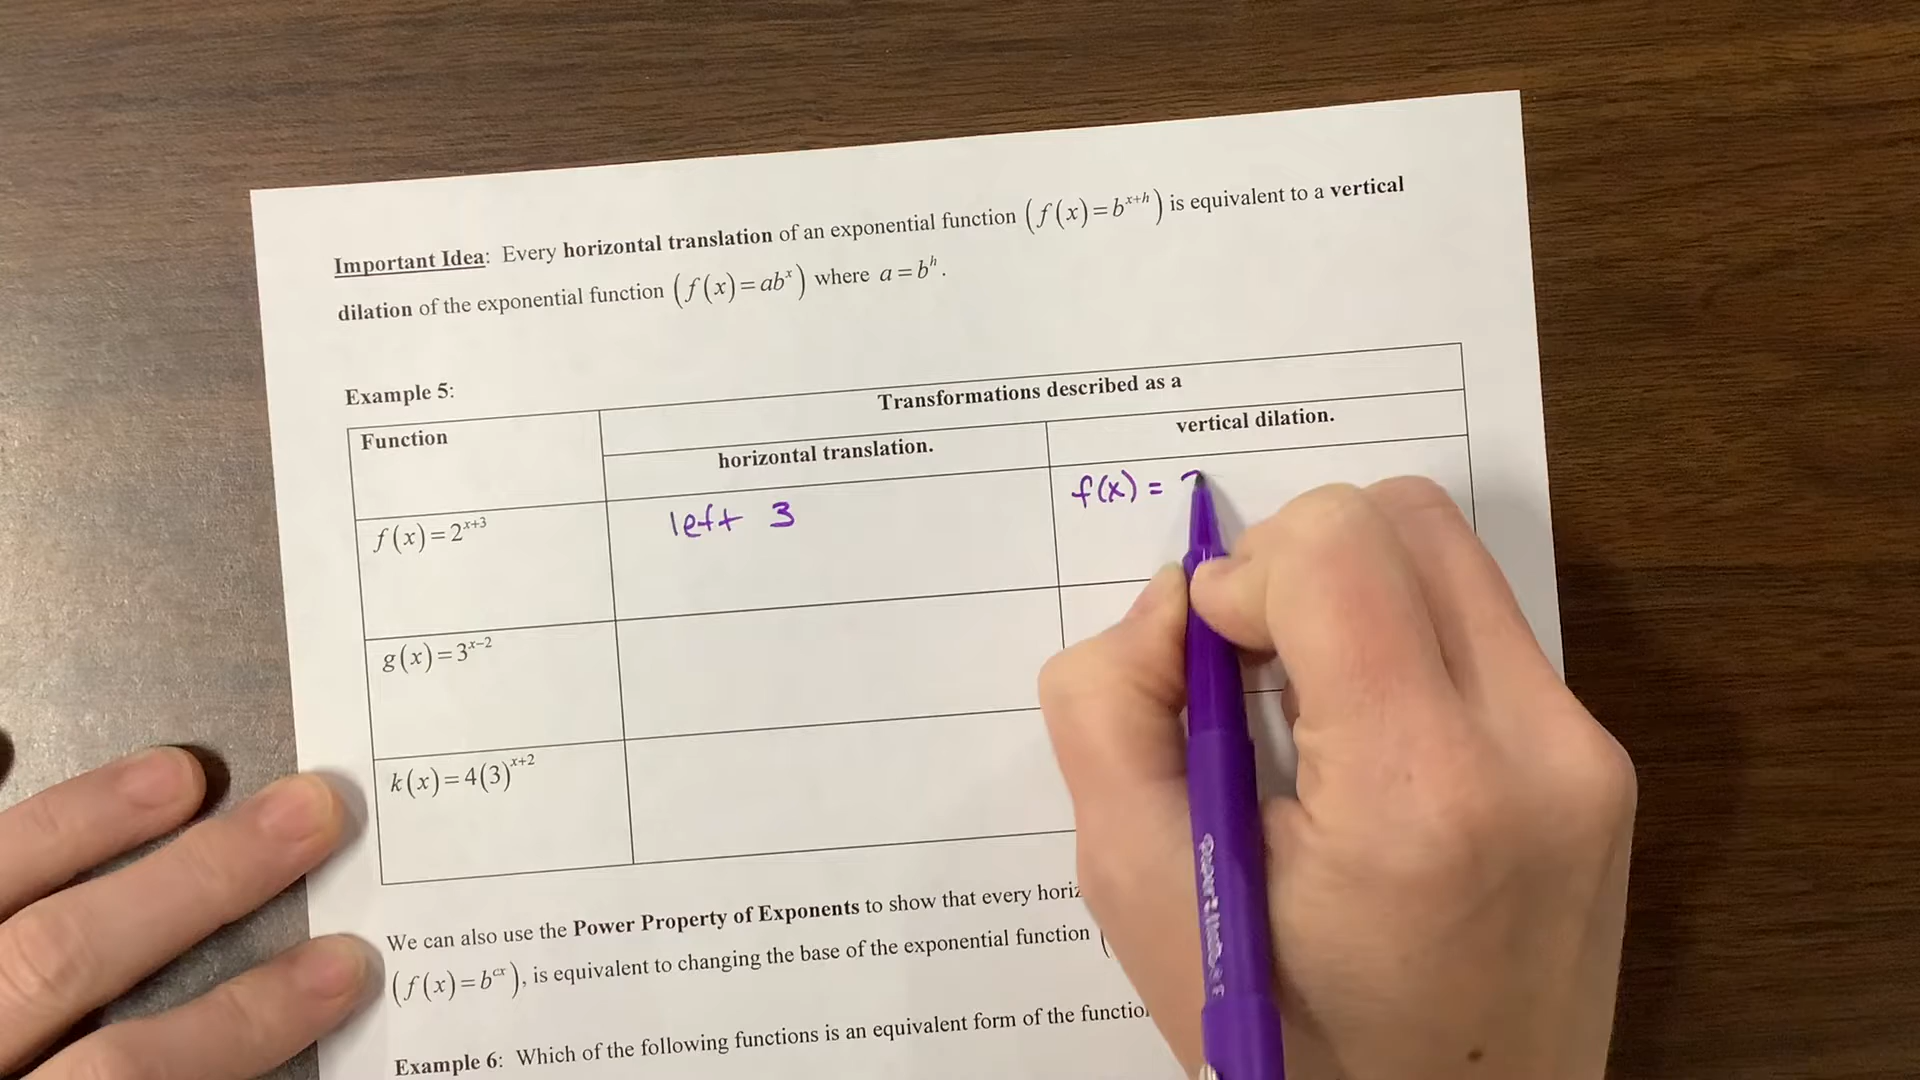 Important Idea: Every horizontal translation of an exponential function (f(x)=b^{x+h}) is equivalent to a vertical
dilation of the exponential function (f(x)=ab^x) where a=b^h.
Example 5:
Transformations described as a
Function
horizontal translation.
vertical dilation.
f(x)=2^{x+3}
left 3
f(x) =
g(x)=3^{x-2}
k(x)=4(3)^{x+2}
We can also use the Power Property of Exponents to show that every
(f(x)=b^{cx}), is equivalent to changing the base of the exponential function (
Example 6: Which of the following functions is an equivalent form of the